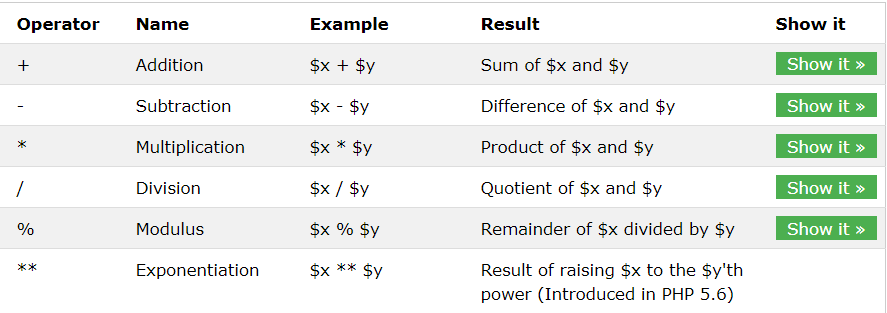 Operator Name Example Result Show it
+ Addition $x + $y Sum of $x and $y Show it »
- Subtraction $x - $y Difference of $x and $y Show it »
* Multiplication $x * $y Product of $x and $y Show it »
/ Division $x / $y Quotient of $x and $y Show it »
% Modulus $x % $y Remainder of $x divided by $y Show it »
** Exponentiation $x ** $y Result of raising $x to the $y'th
power (Introduced in PHP 5.6)